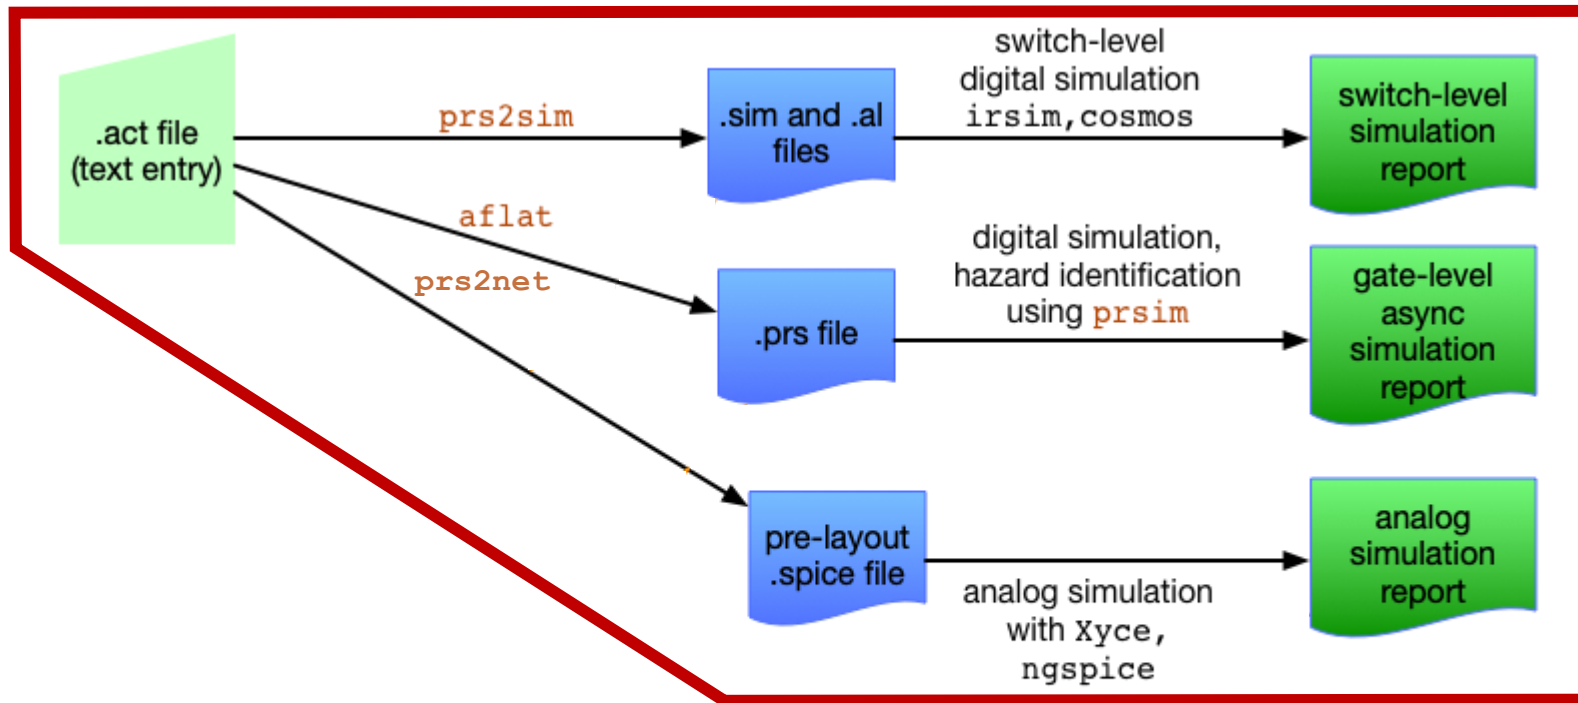 .act file
(text entry)
prs2sim
.sim and .al
files
switch-level
digital simulation
irsim,cosmos
switch-level
simulation
report
aflat
.prs file
digital simulation,
hazard identification
using prsim
gate-level
async
simulation
report
prs2net
pre-layout
.spice file
analog simulation
with Xyce,
ngspice
analog
simulation
report